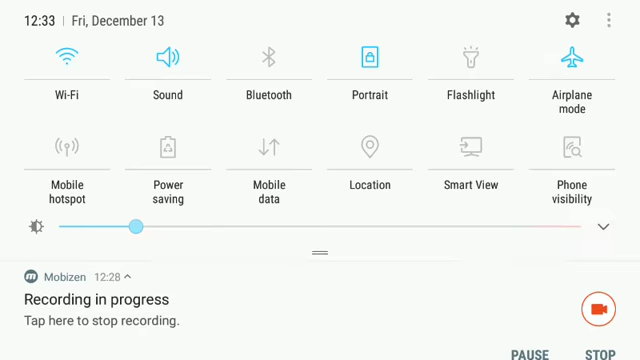 12:33 | Fri, December 13
Wi-Fi Sound Bluetooth Portrait Flashlight Airplane mode
Mobile hotspot Power saving Mobile data Location Smart View Phone visibility
Mobizen 12:28
Recording in progress
Tap here to stop recording.
PAUSE STOP